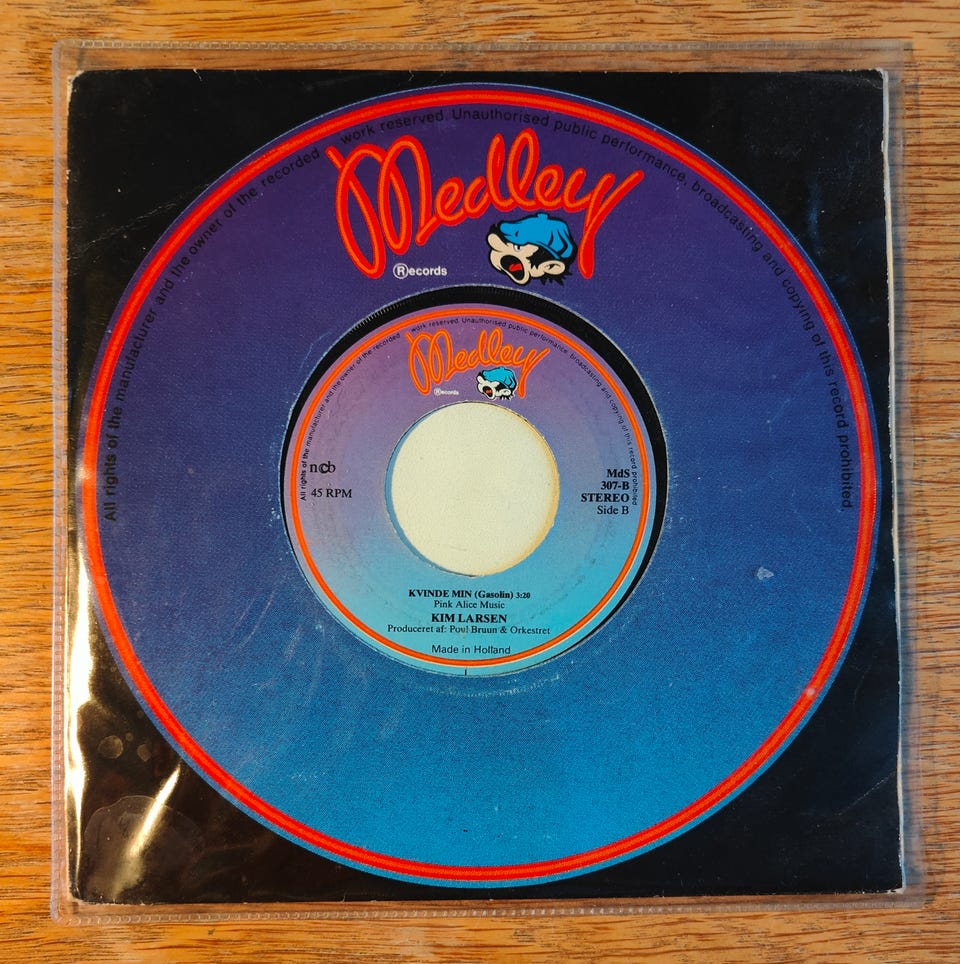 All rights of the manufacturer and the owner of the recorded work reserved. Unauthorised public performance, broadcasting and copying of this record prohibited.
Medley
®ecords
All rights of the manufacturer and the owner of the recorded work reserved. Unauthorised public performance, broadcasting and copying of this record prohibited
Medley
®ecords
ncb
45 RPM
MdS
307-B
STEREO
Side B
KVINDE MIN (Gasolin) 3:20
Pink Alice Music
KIM LARSEN
Produceret af: Poul Bruun & Orkestret
Made in Holland